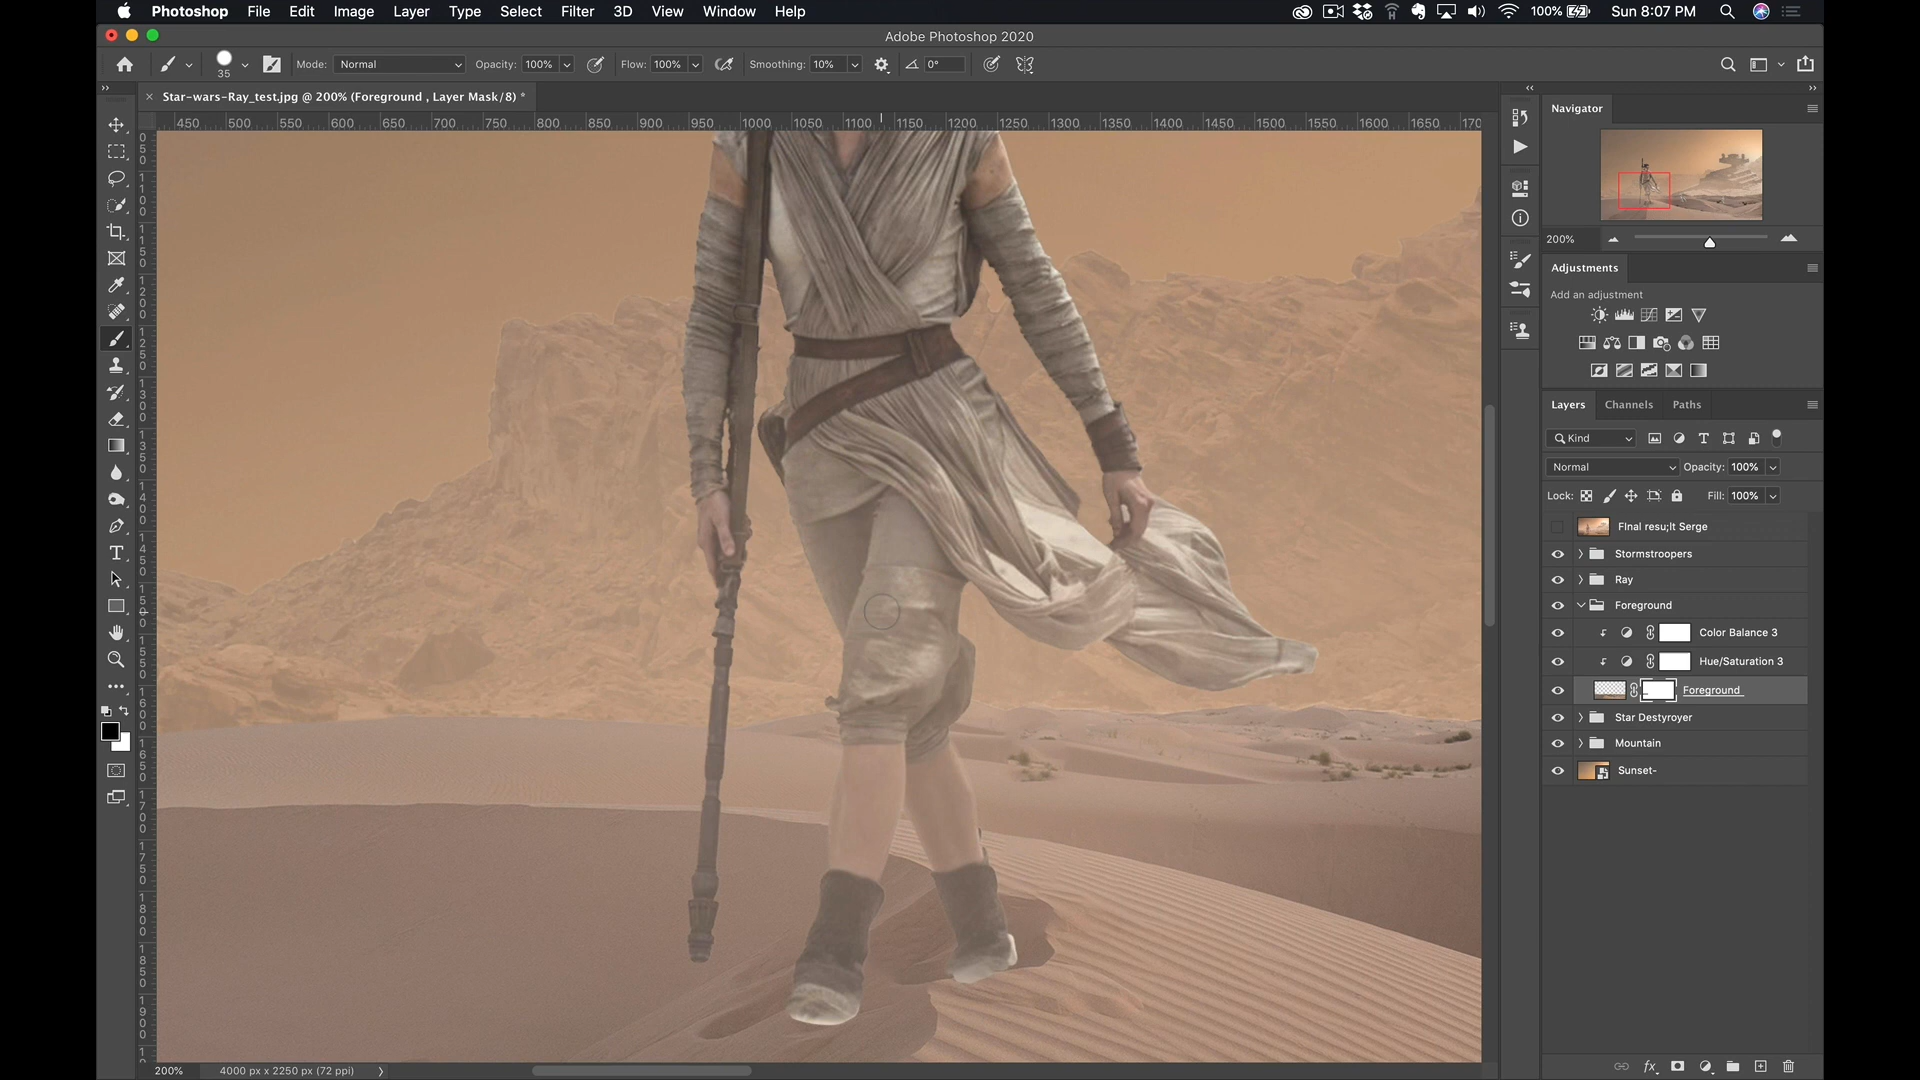 Photoshop File Edit Image Layer Type Select Filter 3D View Window Help 100% Sun 8:07 PM
Adobe Photoshop 2020
35 Mode: Normal Opacity: 100% Flow: 100% Smoothing: 10% 0°
Star-wars-Ray_test.jpg @ 200% (Foreground , Layer Mask/8) *
450 500 550 600 650 700 750 800 850 900 950 1000 1050 1100 1150 1200 1250 1300 1350 1400 1450 1500 1550 1600 1650 170
Navigator
200%
Adjustments
Add an adjustment
Layers Channels Paths
Kind
Normal Opacity: 100%
Lock: Fill: 100%
FInal resu;lt Serge
Stormstroopers
Ray
Foreground
Color Balance 3
Hue/Saturation 3
Foreground
Star Destyroyer
Mountain
Sunset-
200% 4000 px x 2250 px (72 ppi)